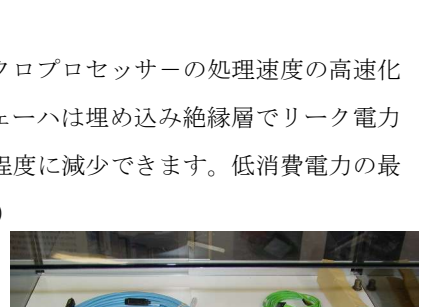 クロプロセッサーの処理速度の高速化
ェーハは埋め込み絶縁層でリーク電力
程度に減少できます。低消費電力の最
)